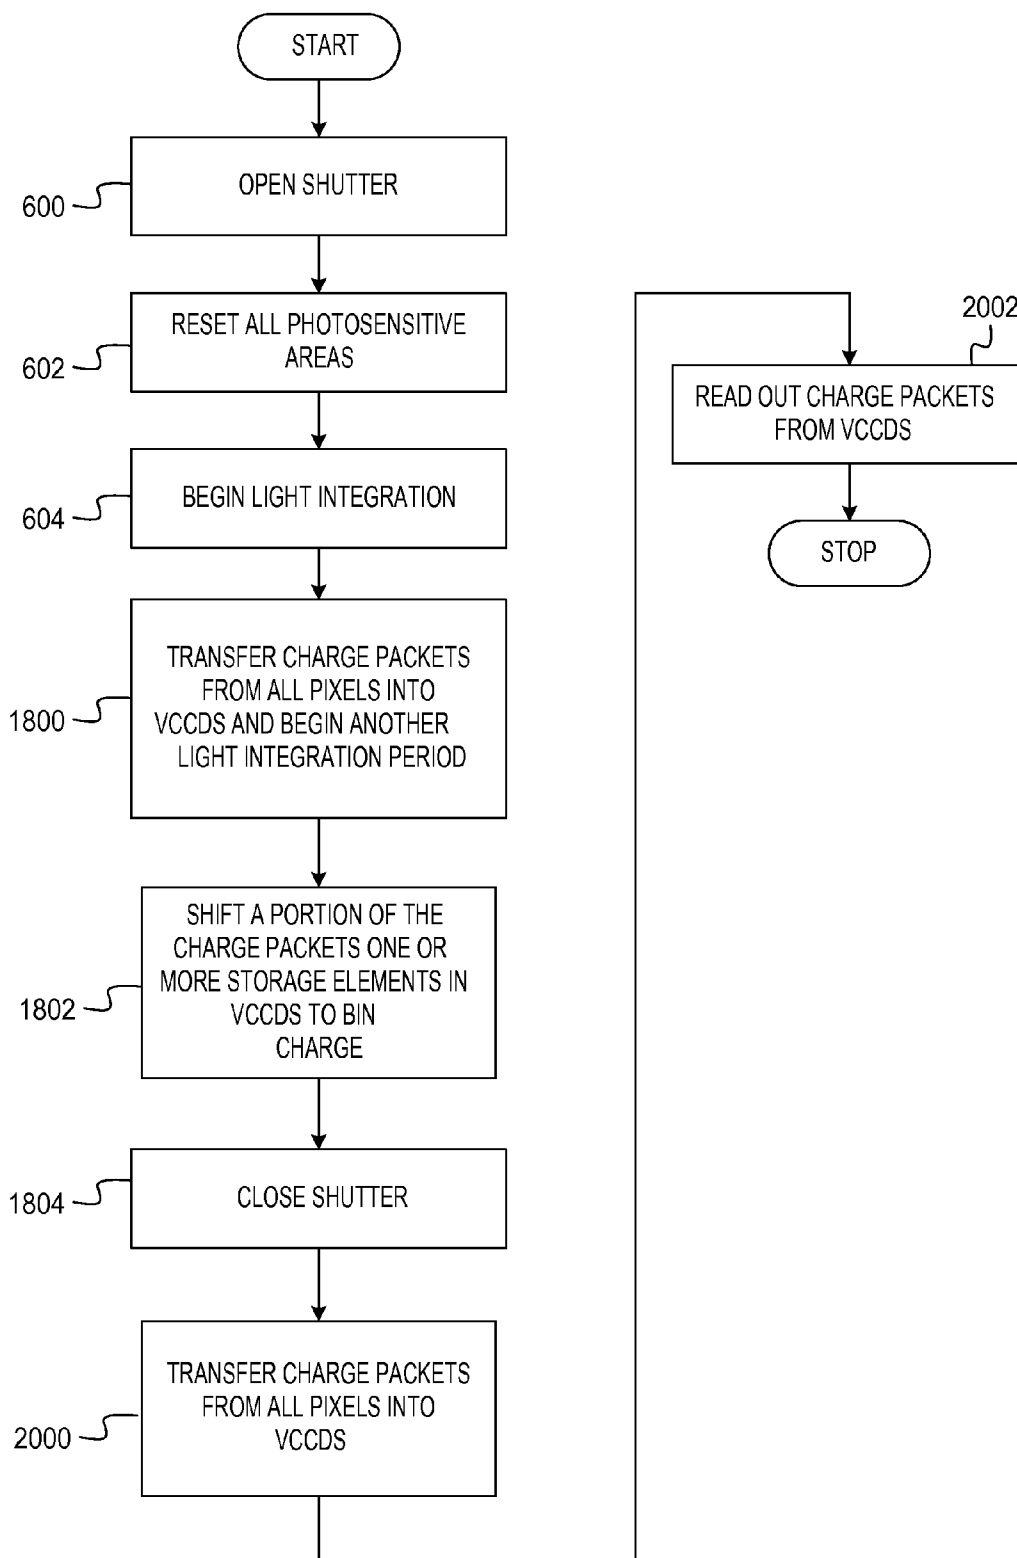 START
OPEN SHUTTER
600
RESET ALL PHOTOSENSITIVE
AREAS
602
BEGIN LIGHT INTEGRATION
604
TRANSFER CHARGE PACKETS
FROM ALL PIXELS INTO
VCCDS AND BEGIN ANOTHER
LIGHT INTEGRATION PERIOD
1800
SHIFT A PORTION OF THE
CHARGE PACKETS ONE OR
MORE STORAGE ELEMENTS IN
VCCDS TO BIN
CHARGE
1802
CLOSE SHUTTER
1804
TRANSFER CHARGE PACKETS
FROM ALL PIXELS INTO
VCCDS
2000
2002
READ OUT CHARGE PACKETS
FROM VCCDS
STOP